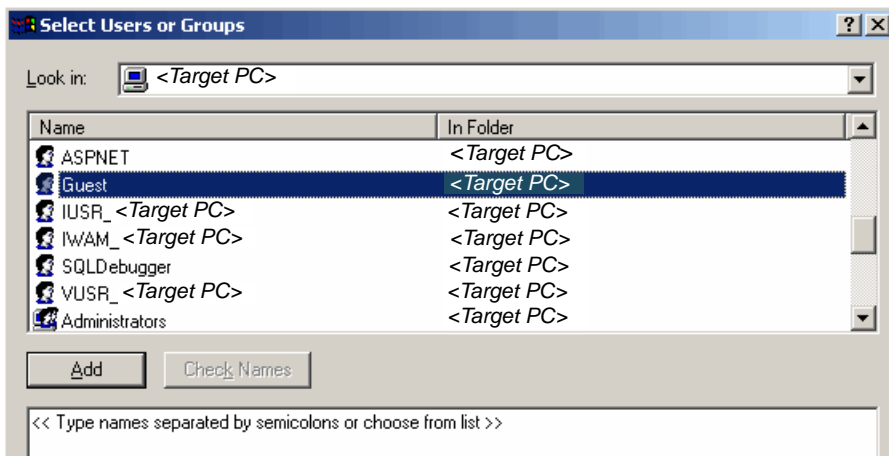 Select Users or Groups
Look in: <Target PC>
Name In Folder
ASPNET <Target PC>
Guest <Target PC>
IUSR_ <Target PC> <Target PC>
IWAM_ <Target PC> <Target PC>
SQLDebugger <Target PC>
VUSR_ <Target PC> <Target PC>
Administrators <Target PC>
Add Check Names
<< Type names separated by semicolons or choose from list >>